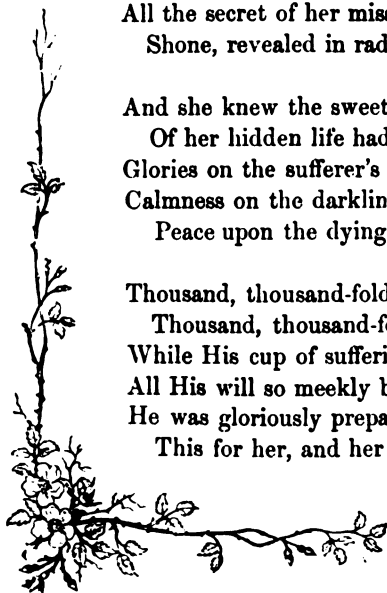 All the secret of her miss
Shone, revealed in rad
And she knew the sweet
Of her hidden life had
Glories on the sufferer's
Calmness on the darklin
Peace upon the dying
Thousand, thousand-fold
Thousand, thousand-f
While His cup of sufferi
All His will so meekly b
He was gloriously prepa
This for her, and her